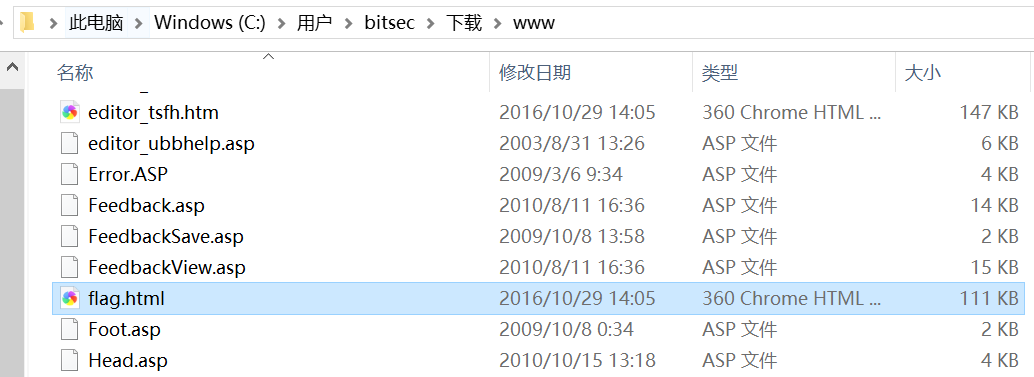 此电脑 > Windows (C:) > 用户 > bitsec > 下载 > www
名称 修改日期 类型 大小
editor_tsfh.htm 2016/10/29 14:05 360 Chrome HTML ... 147 KB
editor_ubbhelp.asp 2003/8/31 13:26 ASP 文件 6 KB
Error.ASP 2009/3/6 9:34 ASP 文件 4 KB
Feedback.asp 2010/8/11 16:36 ASP 文件 14 KB
FeedbackSave.asp 2009/10/8 13:58 ASP 文件 2 KB
FeedbackView.asp 2010/8/11 16:36 ASP 文件 15 KB
flag.html 2016/10/29 14:05 360 Chrome HTML ... 111 KB
Foot.asp 2009/10/8 0:34 ASP 文件 2 KB
Head.asp 2010/10/15 13:18 ASP 文件 4 KB